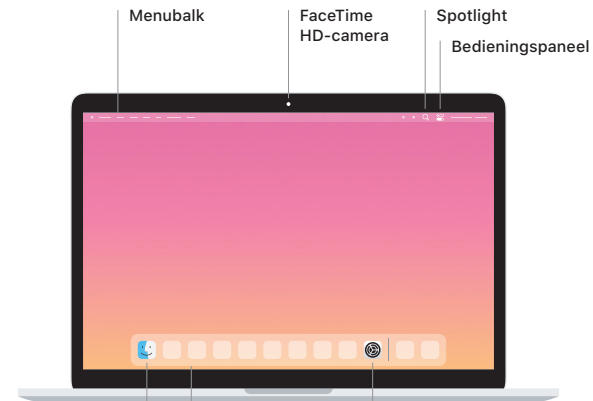 Menubalk
FaceTime
HD-camera
Spotlight
Bedieningspaneel